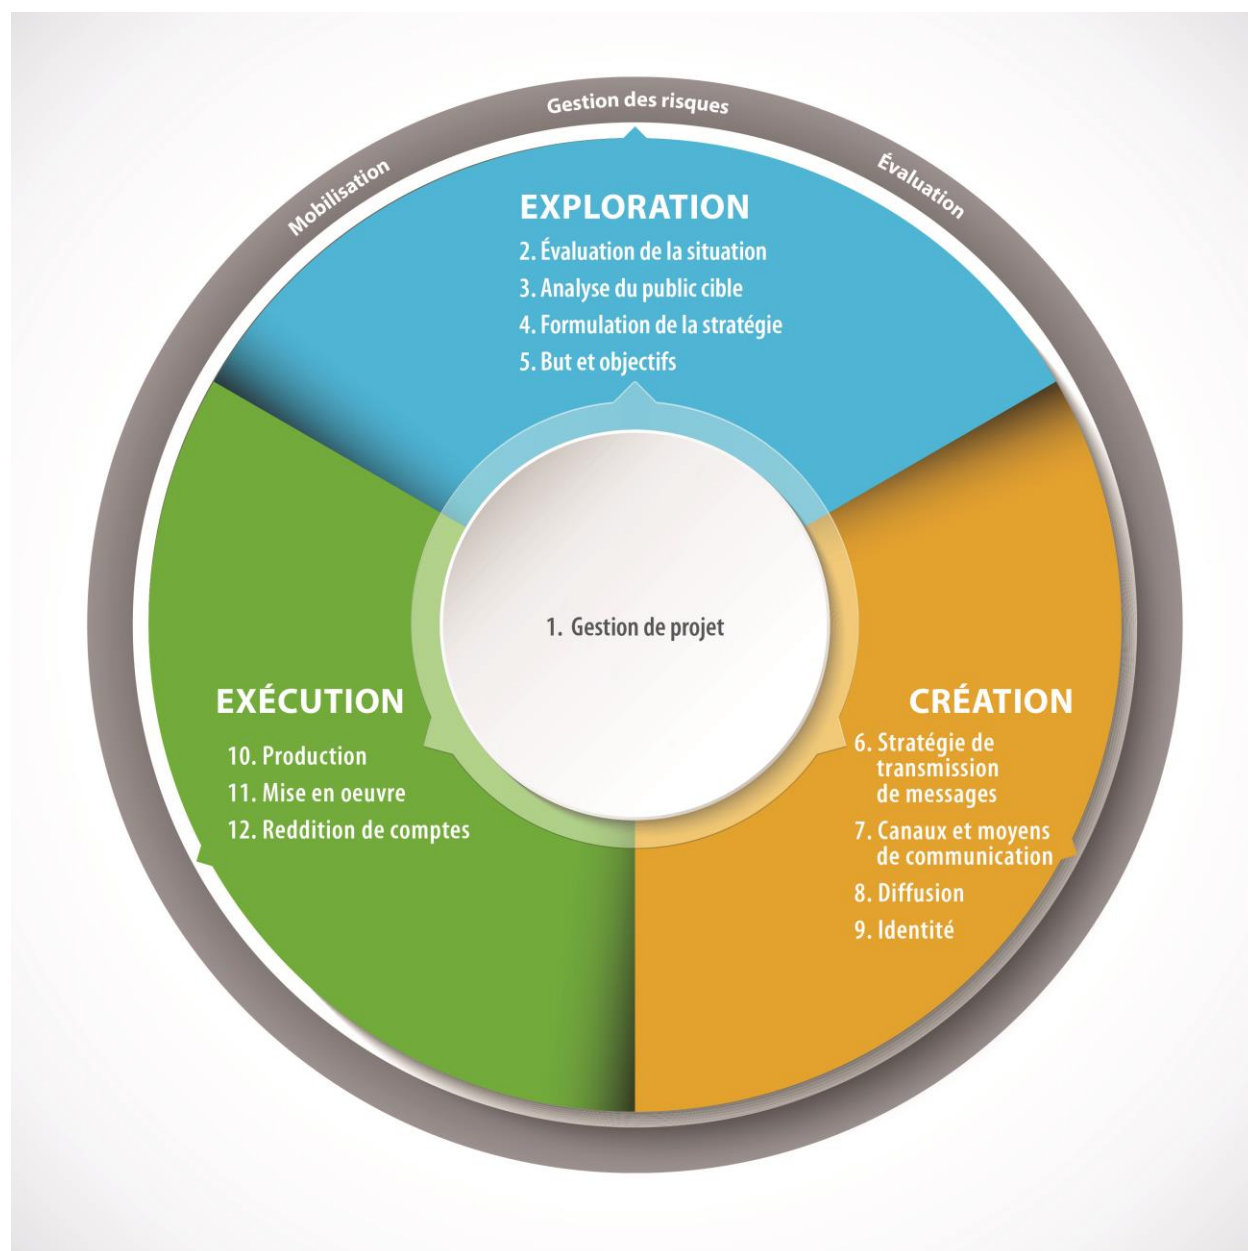 Mobilisation
Gestion des risques
Évaluation
EXPLORATION
2. Évaluation de la situation
3. Analyse du public cible
4. Formulation de la stratégie
5. But et objectifs
1. Gestion de projet
EXÉCUTION
10. Production
11. Mise en oeuvre
12. Reddition de comptes
CRÉATION
6. Stratégie de
transmission
de messages
7. Canaux et moyens
de communication
8. Diffusion
9. Identité